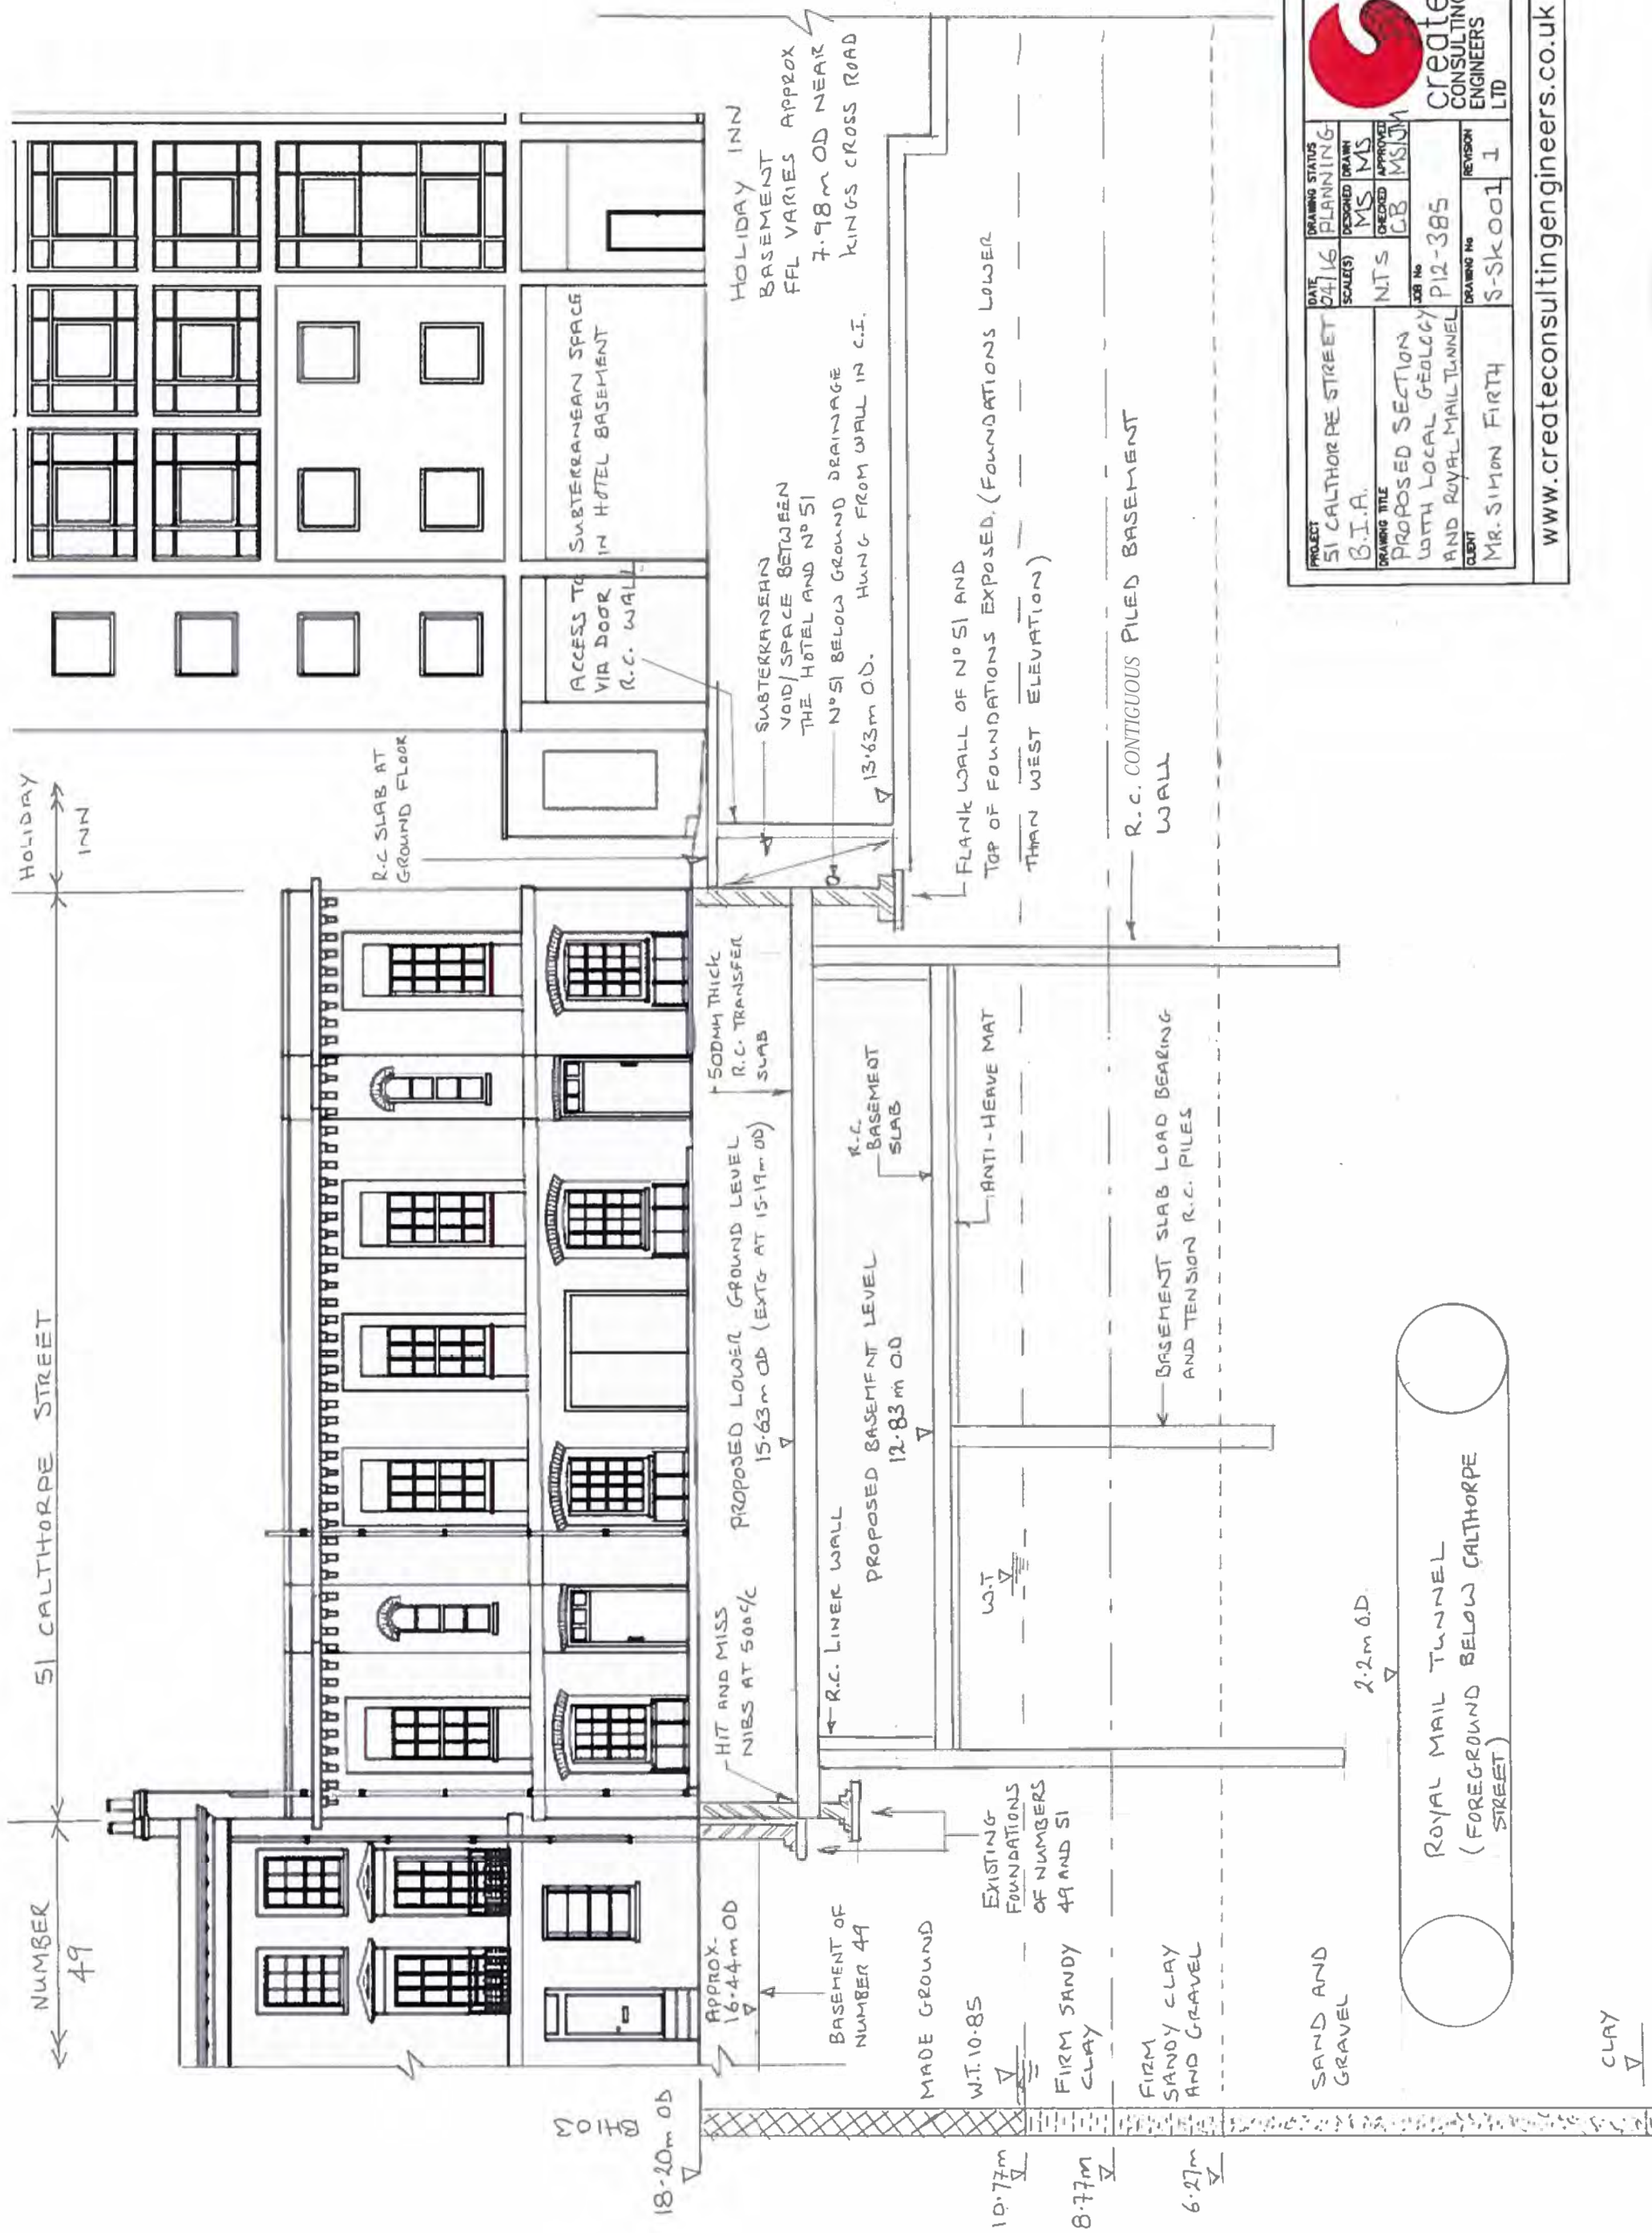 NUMBER
49
51 CALTHORPE STREET
HOLIDAY
INN
R.C SLAB AT
GROUND FLOOR
ACCESS TO SUBTERRANEAN SPACE
VIA DOOR IN HOTEL BASEMENT
R.C. WALL
HOLIDAY INN
BASEMENT
FFL VARIES APPROX
7.98m OD NEAR
KINGS CROSS ROAD
SUBTERRANEAN
VOID/SPACE BETWEEN
THE HOTEL AND Nº51
Nº51 BELOW GROUND DRAINAGE
HUNG FROM WALL IN C.I.
13.63m O.D.
FLANK WALL OF Nº51 AND
TOP OF FOUNDATIONS EXPOSED, (FOUNDATIONS LOWER
THAN WEST ELEVATION)
R.C. CONTIGUOUS PILED BASEMENT
WALL
500MM THICK
R.C. TRANSFER
SLAB
PROPOSED LOWER GROUND LEVEL
15.63m OD (EXTG AT 15.19m OD)
HIT AND MISS
NIBS AT 500 c/c
R.C.
BASEMENT
SLAB
R.C. LINER WALL
PROPOSED BASEMENT LEVEL
12.83m O.D
ANTI-HEAVE MAT
W.T
BASEMENT SLAB LOAD BEARING
AND TENSION R.C. PILES
BH
18.20m OD
APPROX.
16.44m OD
BASEMENT OF
NUMBER 49
EXISTING
FOUNDATIONS
OF NUMBERS
49 AND 51
MADE GROUND
W.T. 10.85
10.77m
FIRM SANDY
CLAY
8.77m
FIRM
SANDY CLAY
AND GRAVEL
6.27m
SAND AND
GRAVEL
CLAY
2.2m O.D.
ROYAL MAIL TUNNEL
(FOREGROUND BELOW CALTHORPE
STREET)
PROJECT
51 CALTHORPE STREET
B.I.A.
DRAWING TITLE
PROPOSED SECTION
WITH LOCAL GEOLOGY
AND ROYAL MAIL TUNNEL
CLIENT
MR. SIMON FIRTH
DATE
04/16
DRAWING STATUS
PLANNING
SCALE(S)
N.T.S
DESIGNED
MS
DRAWN
MS
CHECKED
CB
APPROVED
MS/JM
JOB No
P12-385
DRAWING No
S-SK001
REVISION
1
create
CONSULTING
ENGINEERS
LTD
www.createconsultingengineers.co.uk